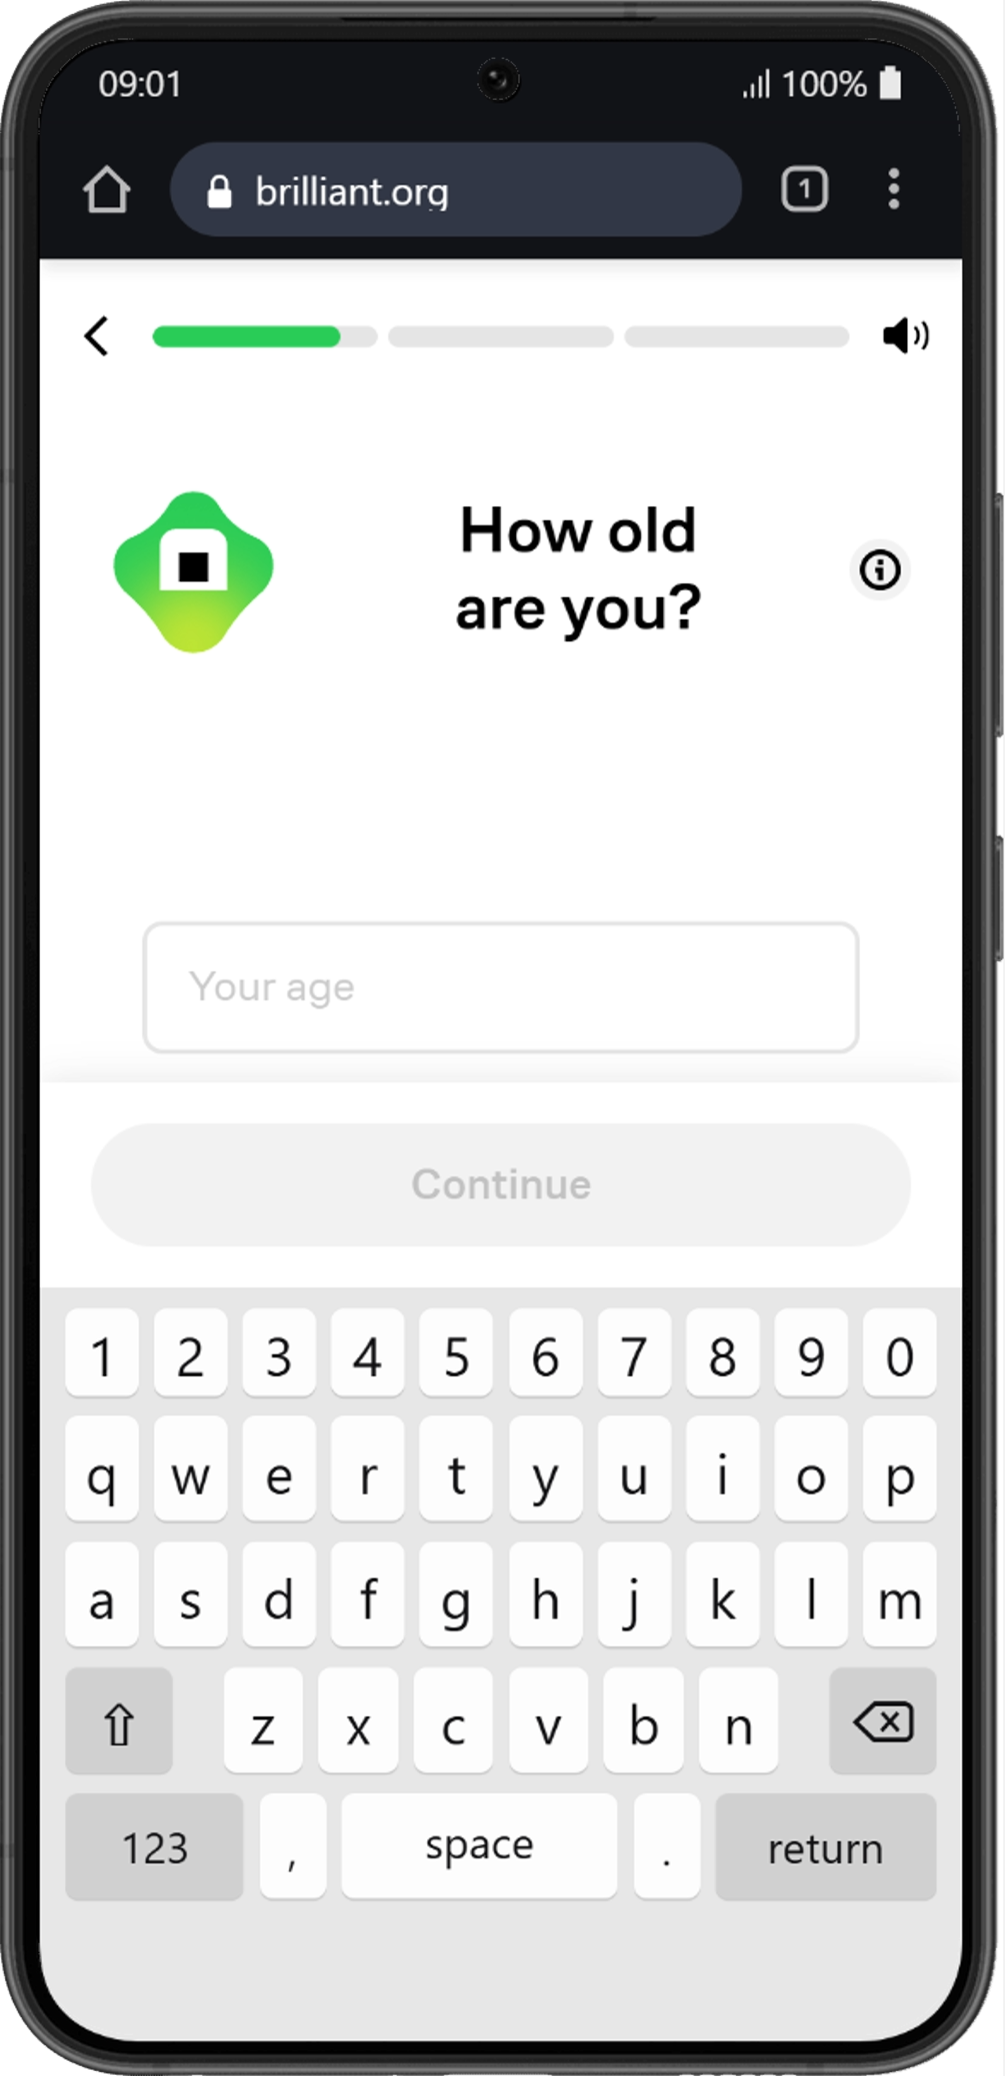 09:01 100%
brilliant.org 1
How old
are you?
Your age
Continue
1 2 3 4 5 6 7 8 9 0
q w e r t y u i o p
a s d f g h j k l m
z x c v b n
123 , space . return